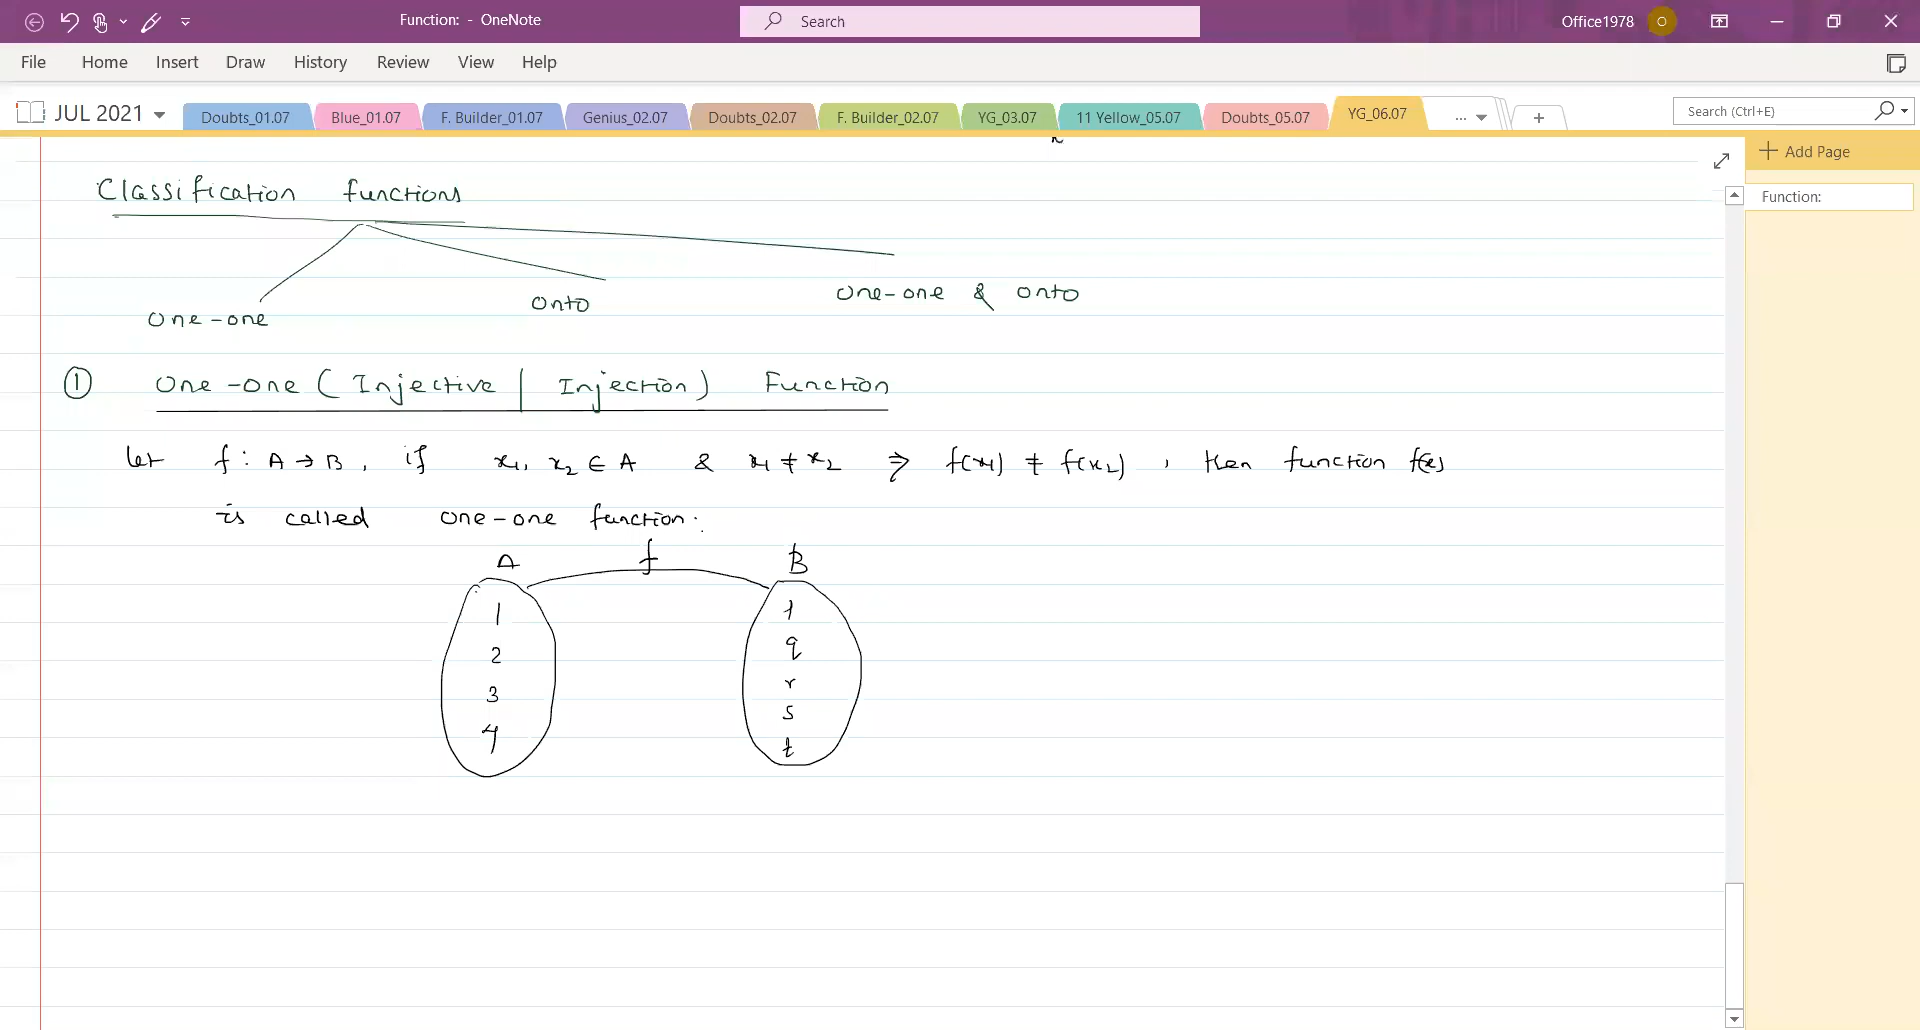 Function: - OneNote
Search
Office1978
O
File Home Insert Draw History Review View Help
JUL 2021
Doubts_01.07 Blue_01.07 F. Builder_01.07 Genius_02.07 Doubts_02.07 F. Builder_02.07 YG_03.07 11 Yellow_05.07 Doubts_05.07 YG_06.07 ... +
Search (Ctrl+E)
+ Add Page
Function:
Classification functions
One-one
Onto
One-one & onto
① One-one (Injective | Injection) Function
let f: A → B, if x₁, x₂ ∈ A & x₁ ≠ x₂ ⇒ f(x₁) ≠ f(x₂), then function f(x)
is called one-one function.
A f B
1
2
3
4
q
r
s
t